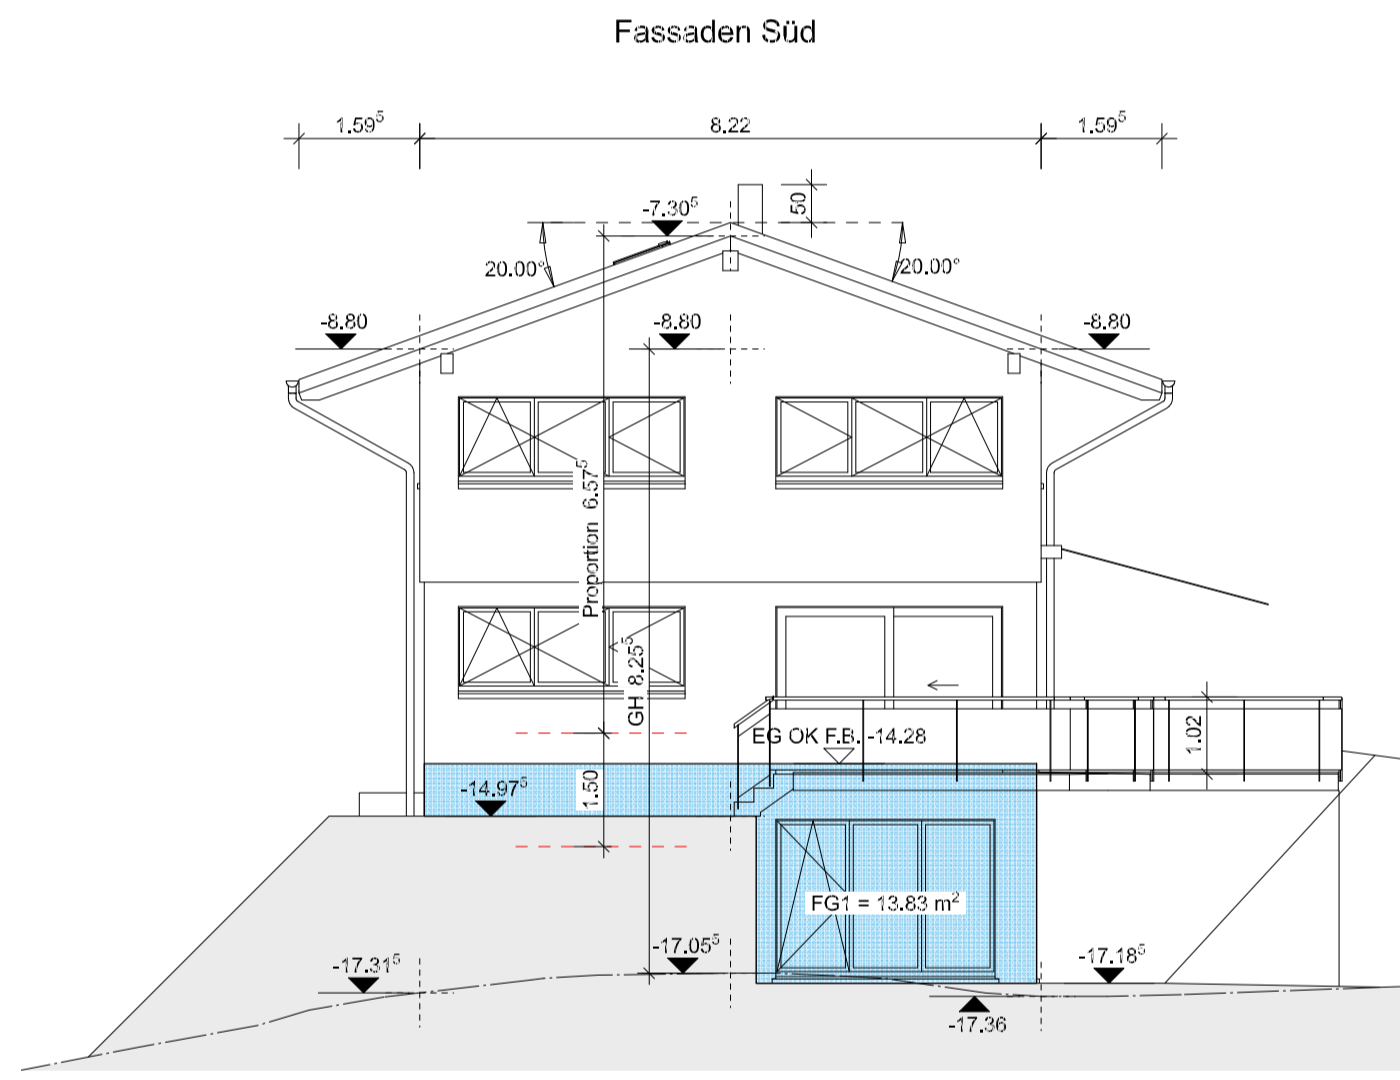 Fassaden Süd
1.59⁵ 8.22 1.59⁵
50
-7.30⁵
20.00° 20.00°
-8.80 -8.80 -8.80
Proportion 6.57⁵
GH 8.25⁵
1.02
EG OK F.B. -14.28
1.50
-14.97⁵
FG1 = 13.83 m²
-17.31⁵ -17.05⁵ -17.18⁵
-17.36